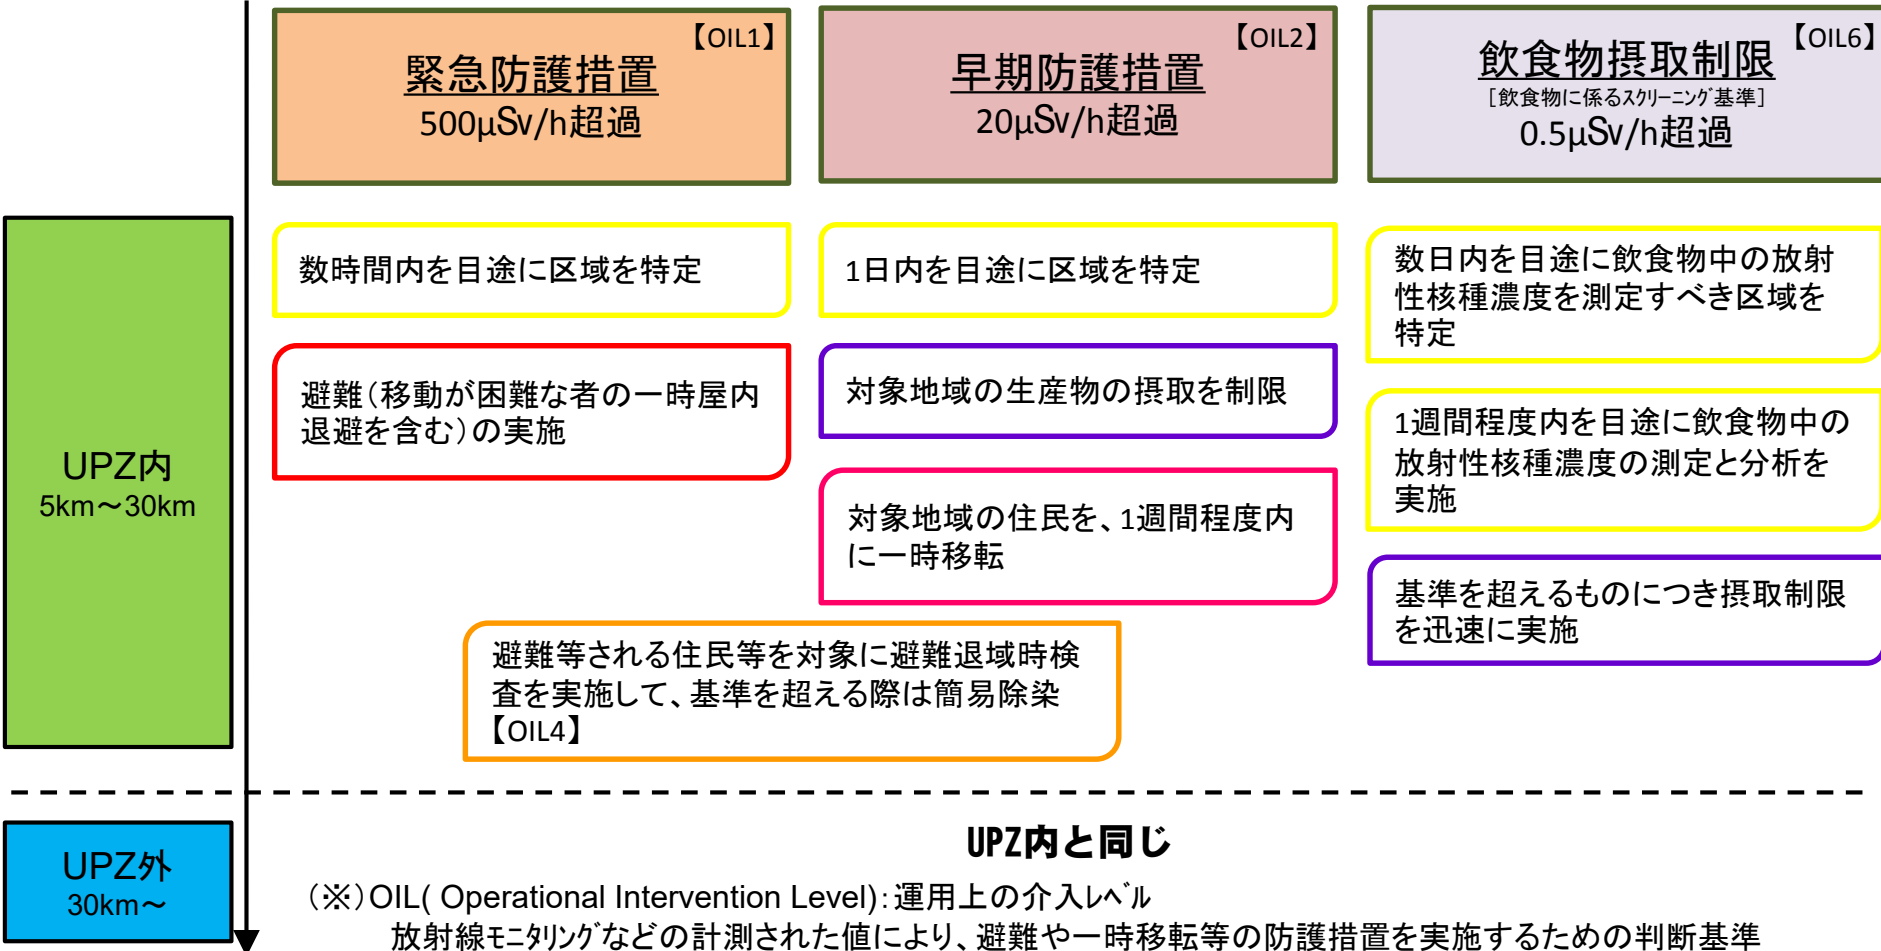 【OIL1】
緊急防護措置
500μSv/h超過
【OIL2】
早期防護措置
20μSv/h超過
【OIL6】
飲食物摂取制限
[飲食物に係るスクリーニング基準]
0.5μSv/h超過
UPZ内
5km～30km
数時間内を目途に区域を特定
避難(移動が困難な者の一時屋内
退避を含む)の実施
1日内を目途に区域を特定
対象地域の生産物の摂取を制限
対象地域の住民を、1週間程度内
に一時移転
数日内を目途に飲食物中の放射
性核種濃度を測定すべき区域を
特定
1週間程度内を目途に飲食物中の
放射性核種濃度の測定と分析を
実施
基準を超えるものにつき摂取制限
を迅速に実施
避難等される住民等を対象に避難退域時検
査を実施して、基準を超える際は簡易除染
【OIL4】
UPZ外
30km～
UPZ内と同じ
(※)OIL( Operational Intervention Level):運用上の介入レベル
放射線モニタリングなどの計測された値により、避難や一時移転等の防護措置を実施するための判断基準